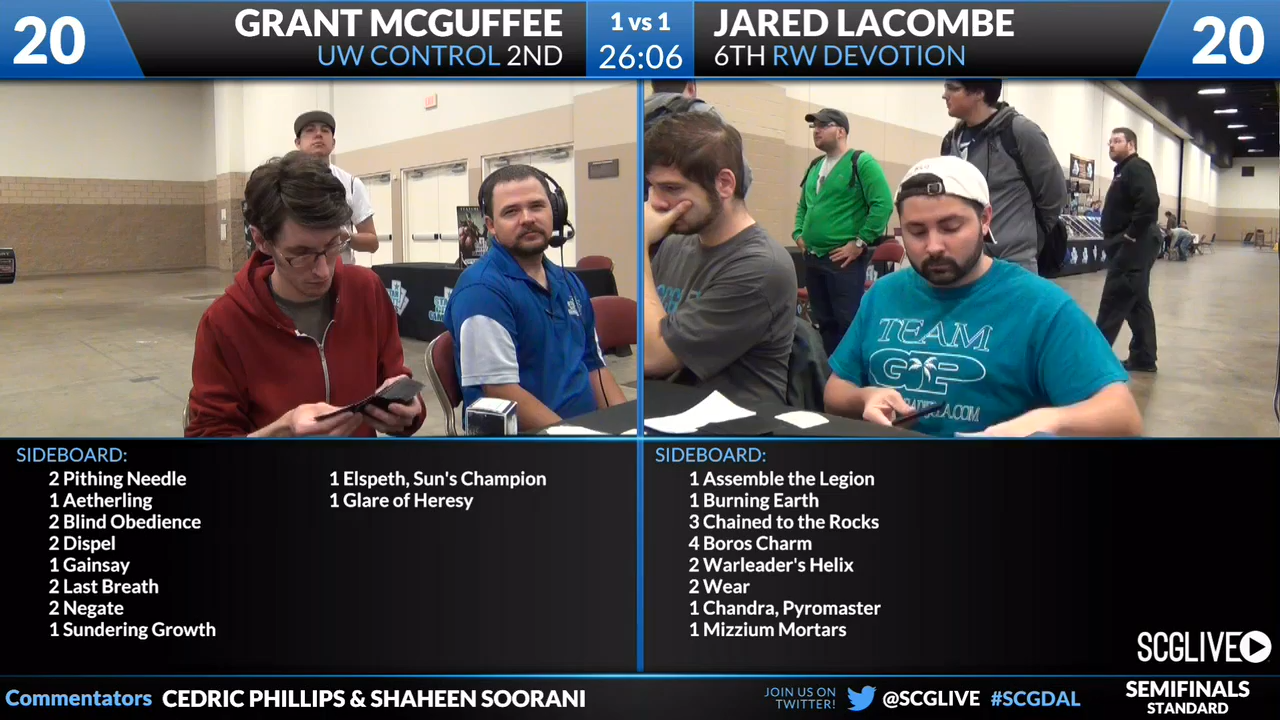 20
GRANT MCGUFFEE
UW CONTROL 2ND
1 vs 1
26:06
JARED LACOMBE
6TH RW DEVOTION
20
TEAM
GP
SIDEBOARD:
2 Pithing Needle
1 Aetherling
2 Blind Obedience
2 Dispel
1 Gainsay
2 Last Breath
2 Negate
1 Sundering Growth
1 Elspeth, Sun's Champion
1 Glare of Heresy
SIDEBOARD:
1 Assemble the Legion
1 Burning Earth
3 Chained to the Rocks
4 Boros Charm
2 Warleader's Helix
2 Wear
1 Chandra, Pyromaster
1 Mizzium Mortars
SCGLIVE
Commentators CEDRIC PHILLIPS & SHAHEEN SOORANI
JOIN US ON
TWITTER!
@SCGLIVE #SCGDAL
SEMIFINALS
STANDARD